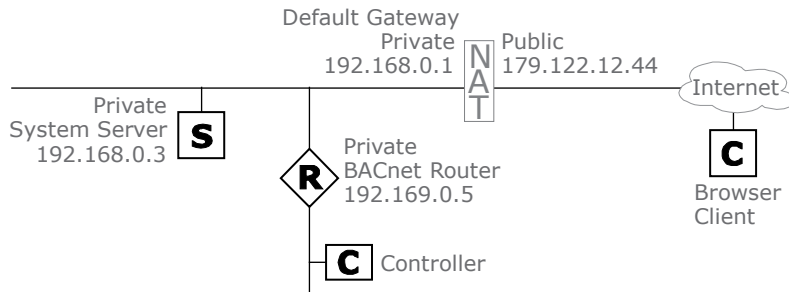 Default Gateway
Private
192.168.0.1
NAT
Public
179.122.12.44
Internet
Private
System Server
192.168.0.3
S
R
Private
BACnet Router
192.169.0.5
C
Browser
Client
C
Controller